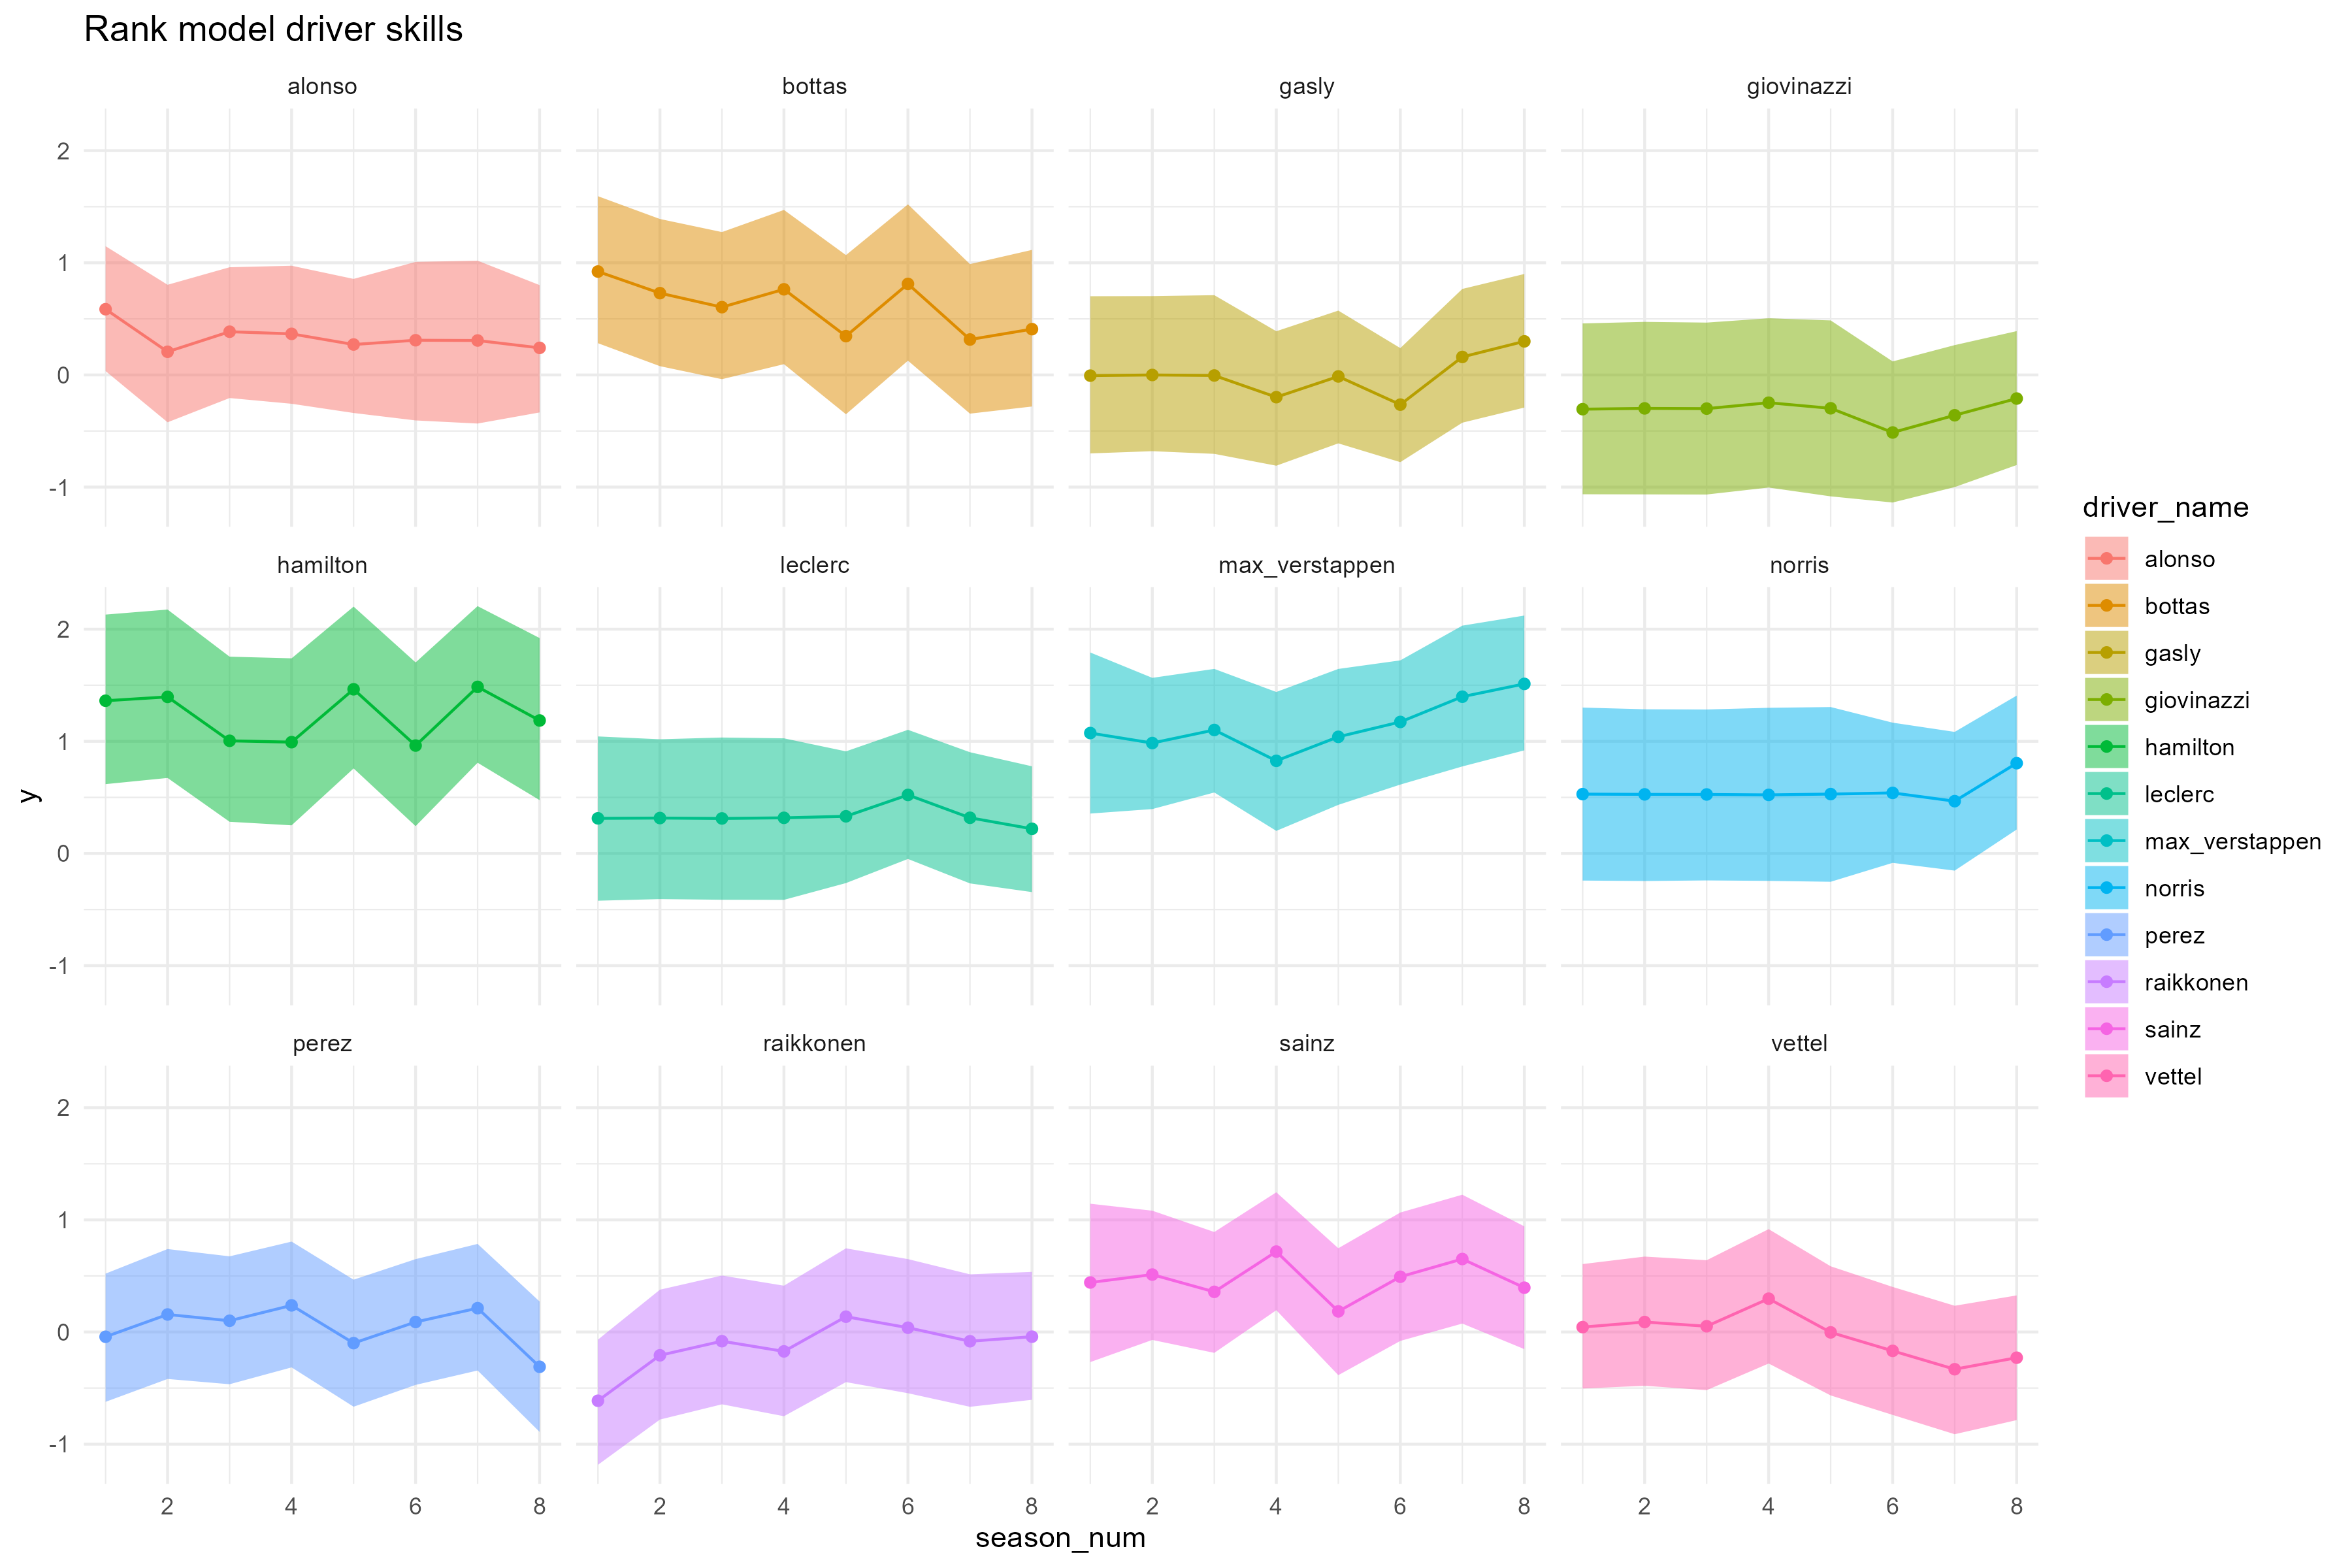 Rank model driver skills
alonso
bottas
gasly
giovinazzi
2
1
0
-1
hamilton
leclerc
max_verstappen
norris
2
1
0
-1
perez
raikkonen
sainz
vettel
2
1
0
-1
2 4 6 8
2 4 6 8
2 4 6 8
2 4 6 8
season_num
y
driver_name
alonso
bottas
gasly
giovinazzi
hamilton
leclerc
max_verstappen
norris
perez
raikkonen
sainz
vettel